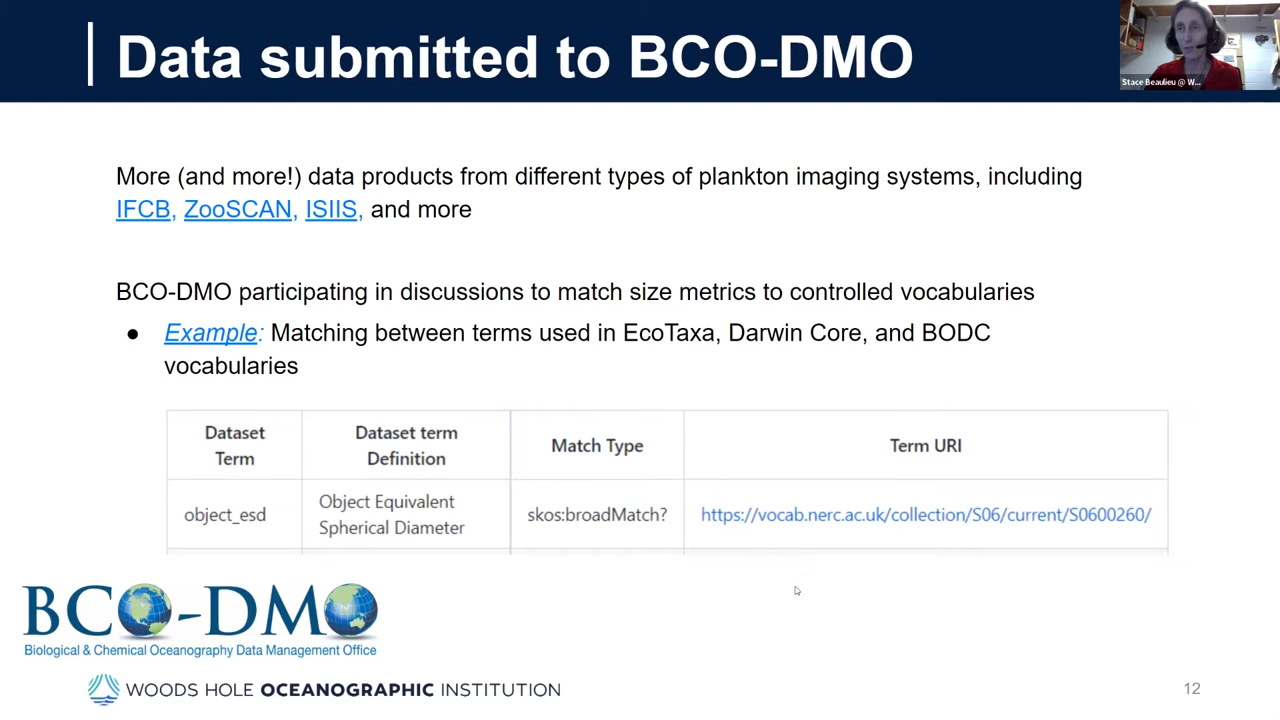 Data submitted to BCO-DMO
Stace Beaulieu @ W...
More (and more!) data products from different types of plankton imaging systems, including
IFCB, ZooSCAN, ISIIS, and more
BCO-DMO participating in discussions to match size metrics to controlled vocabularies
● Example: Matching between terms used in EcoTaxa, Darwin Core, and BODC
vocabularies
Dataset
Term
Dataset term
Definition
Match Type
Term URI
object_esd
Object Equivalent
Spherical Diameter
skos:broadMatch?
https://vocab.nerc.ac.uk/collection/S06/current/S0600260/
BCO-DMO
Biological & Chemical Oceanography Data Management Office
WOODS HOLE OCEANOGRAPHIC INSTITUTION
12